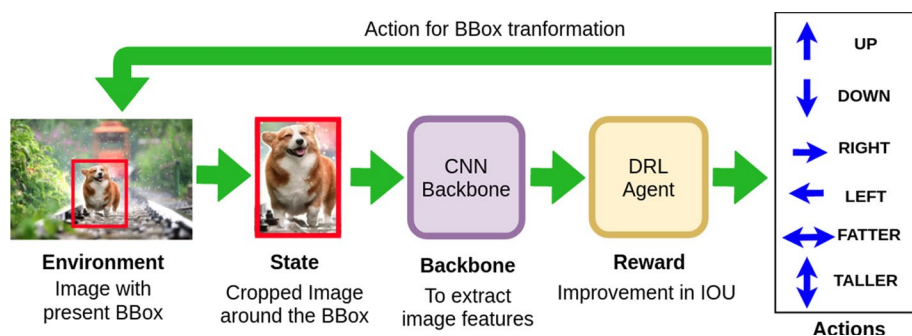 Action for BBox tranformation
UP
DOWN
RIGHT
LEFT
FATTER
TALLER
Actions
CNN
Backbone
DRL
Agent
Environment
Image with
present BBox
State
Cropped Image
around the BBox
Backbone
To extract
image features
Reward
Improvement in IOU